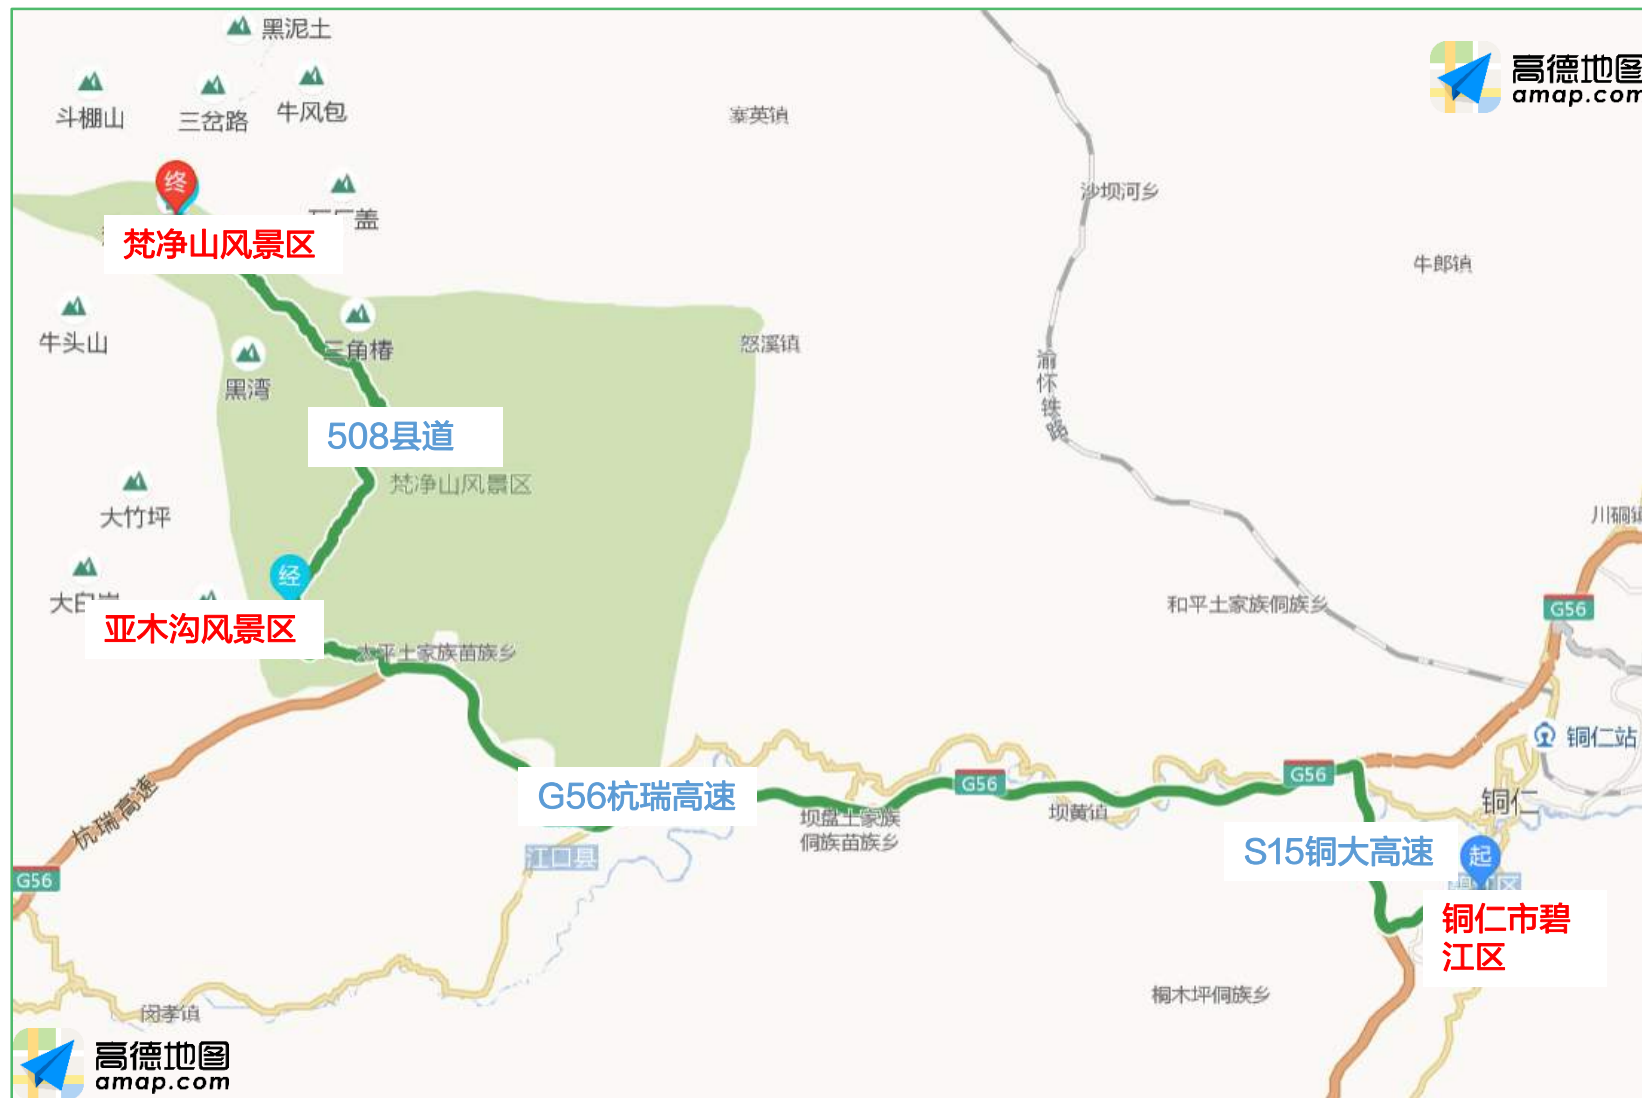 黑泥土
斗棚山
三岔路
牛风包
寨英镇
高德地图
amap.com
沙坝河乡
终
盖
梵净山风景区
牛郎镇
牛头山
三角椿
怒溪镇
黑湾
渝怀铁路
508县道
梵净山风景区
大竹坪
川硐镇
经
大白岩
和平土家族侗族乡
G56
亚木沟风景区
太平土家族苗族乡
铜仁站
G56
G56
G56杭瑞高速
铜仁
杭瑞高速
坝盘土家族
侗族苗族乡
坝黄镇
S15铜大高速
起
江口县
G56
铜仁市碧
江区
桐木坪侗族乡
闵孝镇
高德地图
amap.com